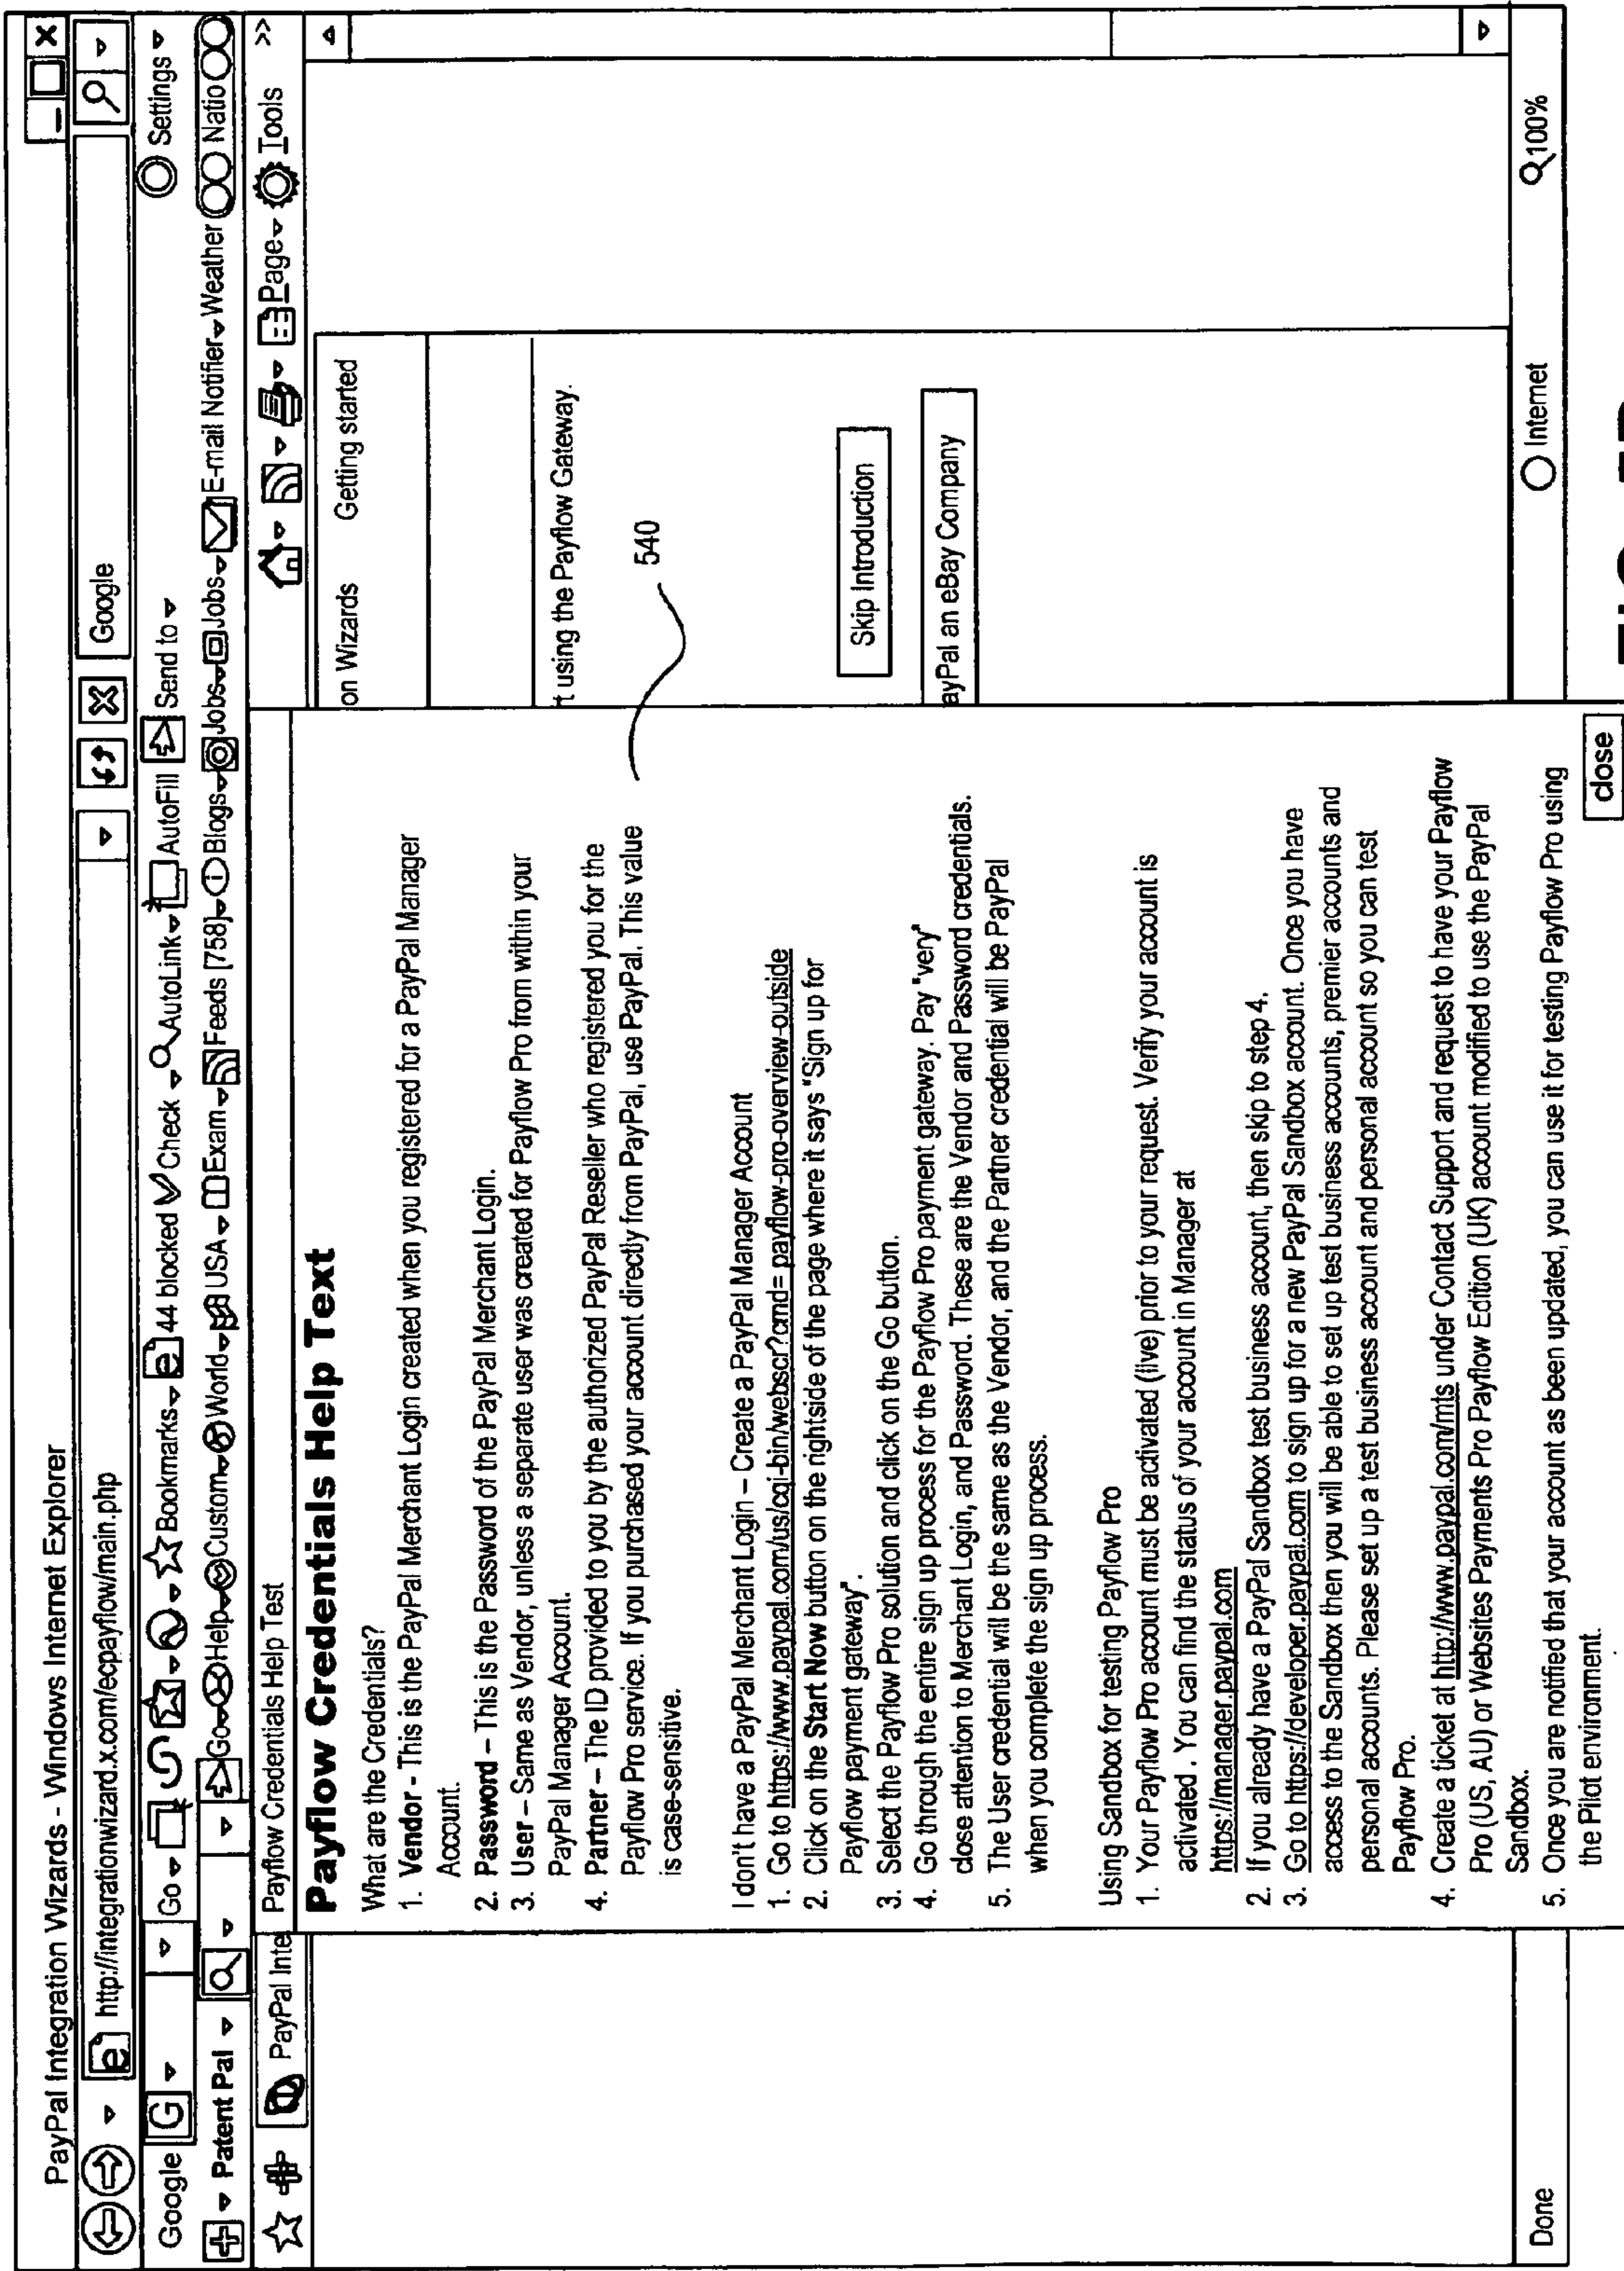 PayPal Integration Wizards - Windows Internet Explorer
http://integrationwizard.x.com/ecpayflow/main.php
Google
Google G Go Bookmarks 44 blocked Check AutoLink AutoFill Send to Settings
Patent Pal Go Help Custom World USA Exam Feeds [758] Blogs Jobs Jobs E-mail Notifier Weather Natio
PayPal Inte
Page Tools >>
Payflow Credentials Help Test
Payflow Credentials Help Text
What are the Credentials?
1. Vendor - This is the PayPal Merchant Login created when you registered for a PayPal Manager
Account.
2. Password – This is the Password of the PayPal Merchant Login.
3. User – Same as Vendor, unless a separate user was created for Payflow Pro from within your
PayPal Manager Account.
4. Partner – The ID provided to you by the authorized PayPal Reseller who registered you for the
Payflow Pro service. If you purchased your account directly from PayPal, use PayPal. This value
is case-sensitive.
I don't have a PayPal Merchant Login – Create a PayPal Manager Account
1. Go to https://www.paypal.com/us/cqi-bin/webscr?cmd= payflow-pro-overview-outside
2. Click on the Start Now button on the rightside of the page where it says "Sign up for
Payflow payment gateway".
3. Select the Payflow Pro solution and click on the Go button.
4. Go through the entire sign up process for the Payflow Pro payment gateway. Pay "very"
close attention to Merchant Login, and Password. These are the Vendor and Password credentials.
5. The User credential will be the same as the Vendor, and the Partner credential will be PayPal
when you complete the sign up process.
Using Sandbox for testing Payflow Pro
1. Your Payflow Pro account must be activated (live) prior to your request. Verify your account is
activated . You can find the status of your account in Manager at
https://manager.paypal.com
2. If you already have a PayPal Sandbox test business account, then skip to step 4.
3. Go to https://developer.paypal.com to sign up for a new PayPal Sandbox account. Once you have
access to the Sandbox then you will be able to set up test business accounts, premier accounts and
personal accounts. Please set up a test business account and personal account so you can test
Payflow Pro.
4. Create a ticket at http://www.paypal.com/mts under Contact Support and request to have your Payflow
Pro (US, AU) or Websites Payments Pro Payflow Edition (UK) account modified to use the PayPal
Sandbox.
5. Once you are notified that your account as been updated, you can use it for testing Payflow Pro using
the Pilot environment.
close
on Wizards Getting started
t using the Payflow Gateway.
540
Skip Introduction
ayPal an eBay Company
Done
Internet
100%